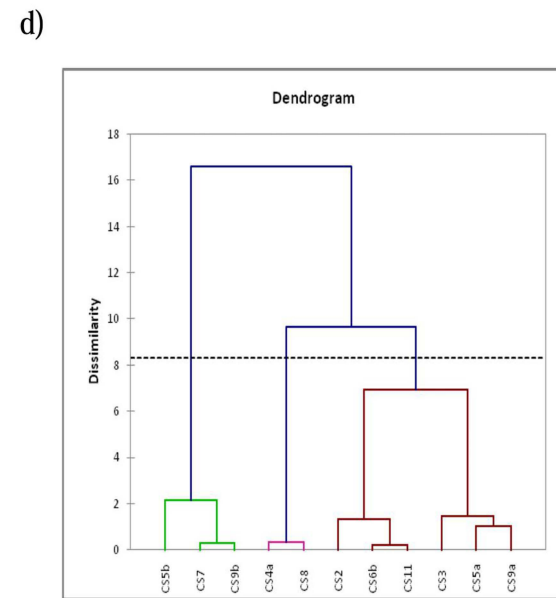 d)
Dendrogram
18
16
14
12
10
8
6
4
2
0
Dissimilarity
CS5b
CS7
CS9b
CS4a
CS8
CS2
CS6b
CS11
CS3
CS5a
CS9a